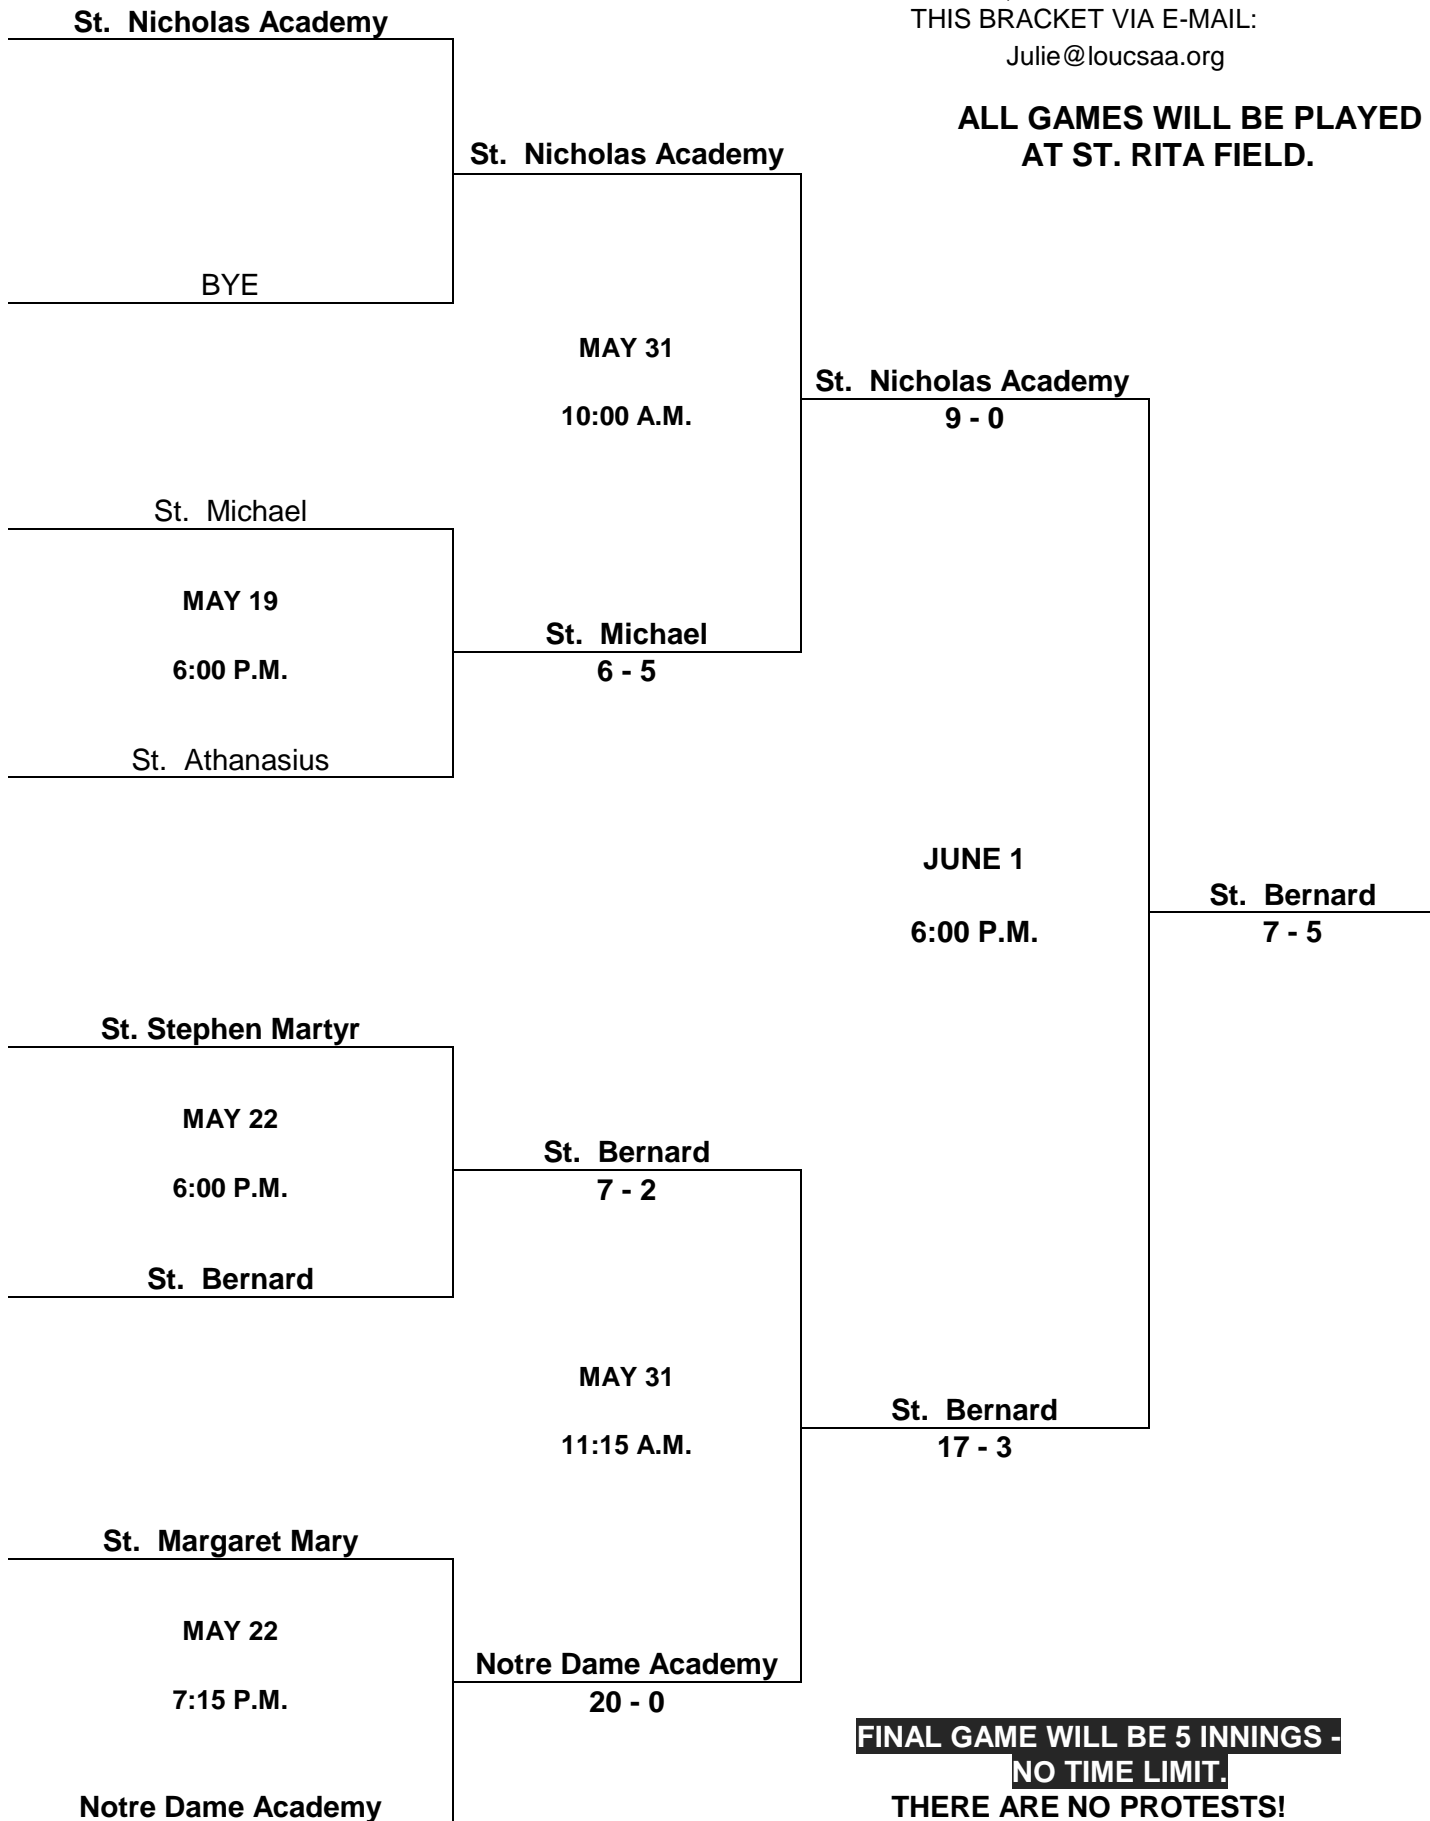 St. Nicholas Academy
THIS BRACKET VIA E-MAIL:
Julie@loucsaa.org
ALL GAMES WILL BE PLAYED
AT ST. RITA FIELD.
St. Nicholas Academy
BYE
MAY 31
10:00 A.M.
St. Nicholas Academy
9 - 0
St. Michael
MAY 19
6:00 P.M.
St. Michael
6 - 5
St. Athanasius
JUNE 1
6:00 P.M.
St. Bernard
7 - 5
St. Stephen Martyr
MAY 22
6:00 P.M.
St. Bernard
7 - 2
St. Bernard
MAY 31
11:15 A.M.
St. Bernard
17 - 3
St. Margaret Mary
MAY 22
7:15 P.M.
Notre Dame Academy
20 - 0
Notre Dame Academy
FINAL GAME WILL BE 5 INNINGS -
NO TIME LIMIT.
THERE ARE NO PROTESTS!